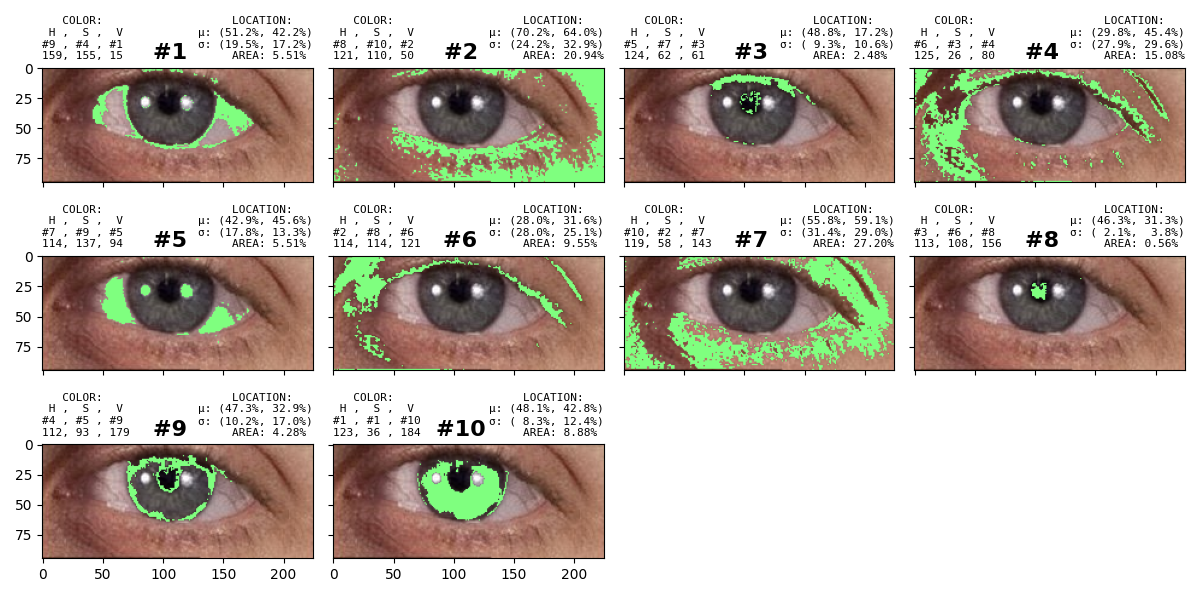 COLOR: LOCATION: COLOR: LOCATION: COLOR: LOCATION: COLOR: LOCATION:
H , S , V μ: (51.2%, 42.2%) H , S , V μ: (70.2%, 64.0%) H , S , V μ: (48.8%, 17.2%) H , S , V μ: (29.8%, 45.4%)
#9 , #4 , #1 #1 σ: (19.5%, 17.2%) #8 , #10, #2 #2 σ: (24.2%, 32.9%) #5 , #7 , #3 #3 σ: ( 9.3%, 10.6%) #6 , #3 , #4 #4 σ: (27.9%, 29.6%)
159, 155, 15 AREA: 5.51% 121, 110, 50 AREA: 20.94% 124, 62 , 61 AREA: 2.48% 125, 26 , 80 AREA: 15.08%
0
25
50
75
COLOR: LOCATION: COLOR: LOCATION: COLOR: LOCATION: COLOR: LOCATION:
H , S , V μ: (42.9%, 45.6%) H , S , V μ: (28.0%, 31.6%) H , S , V μ: (55.8%, 59.1%) H , S , V μ: (46.3%, 31.3%)
#7 , #9 , #5 #5 σ: (17.8%, 13.3%) #2 , #8 , #6 #6 σ: (28.0%, 25.1%) #10, #2 , #7 #7 σ: (31.4%, 29.0%) #3 , #6 , #8 #8 σ: ( 2.1%, 3.8%)
114, 137, 94 AREA: 5.51% 114, 114, 121 AREA: 9.55% 119, 58 , 143 AREA: 27.20% 113, 108, 156 AREA: 0.56%
0
25
50
75
COLOR: LOCATION: COLOR: LOCATION:
H , S , V μ: (47.3%, 32.9%) H , S , V μ: (48.1%, 42.8%)
#4 , #5 , #9 #9 σ: (10.2%, 17.0%) #1 , #1 , #10 #10 σ: ( 8.3%, 12.4%)
112, 93 , 179 AREA: 4.28% 123, 36 , 184 AREA: 8.88%
0
25
50
75
0 50 100 150 200 0 50 100 150 200